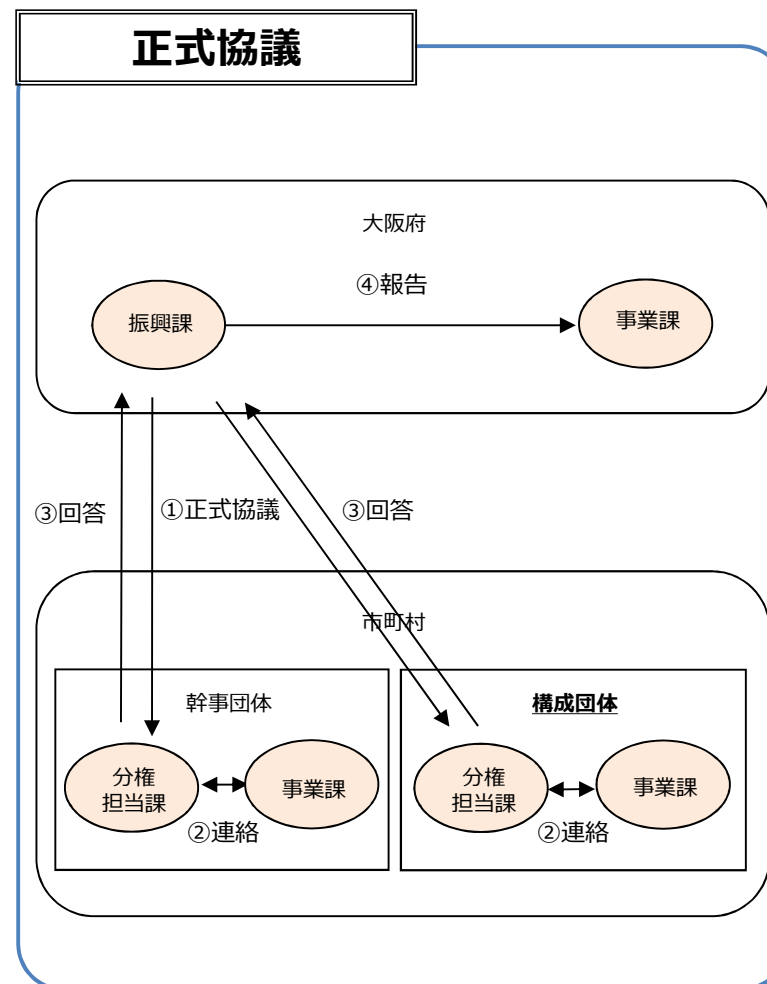 正式協議
大阪府
④報告
振興課
事業課
③回答
①正式協議
③回答
市町村
幹事団体
構成団体
分権
担当課
事業課
分権
担当課
事業課
②連絡
②連絡